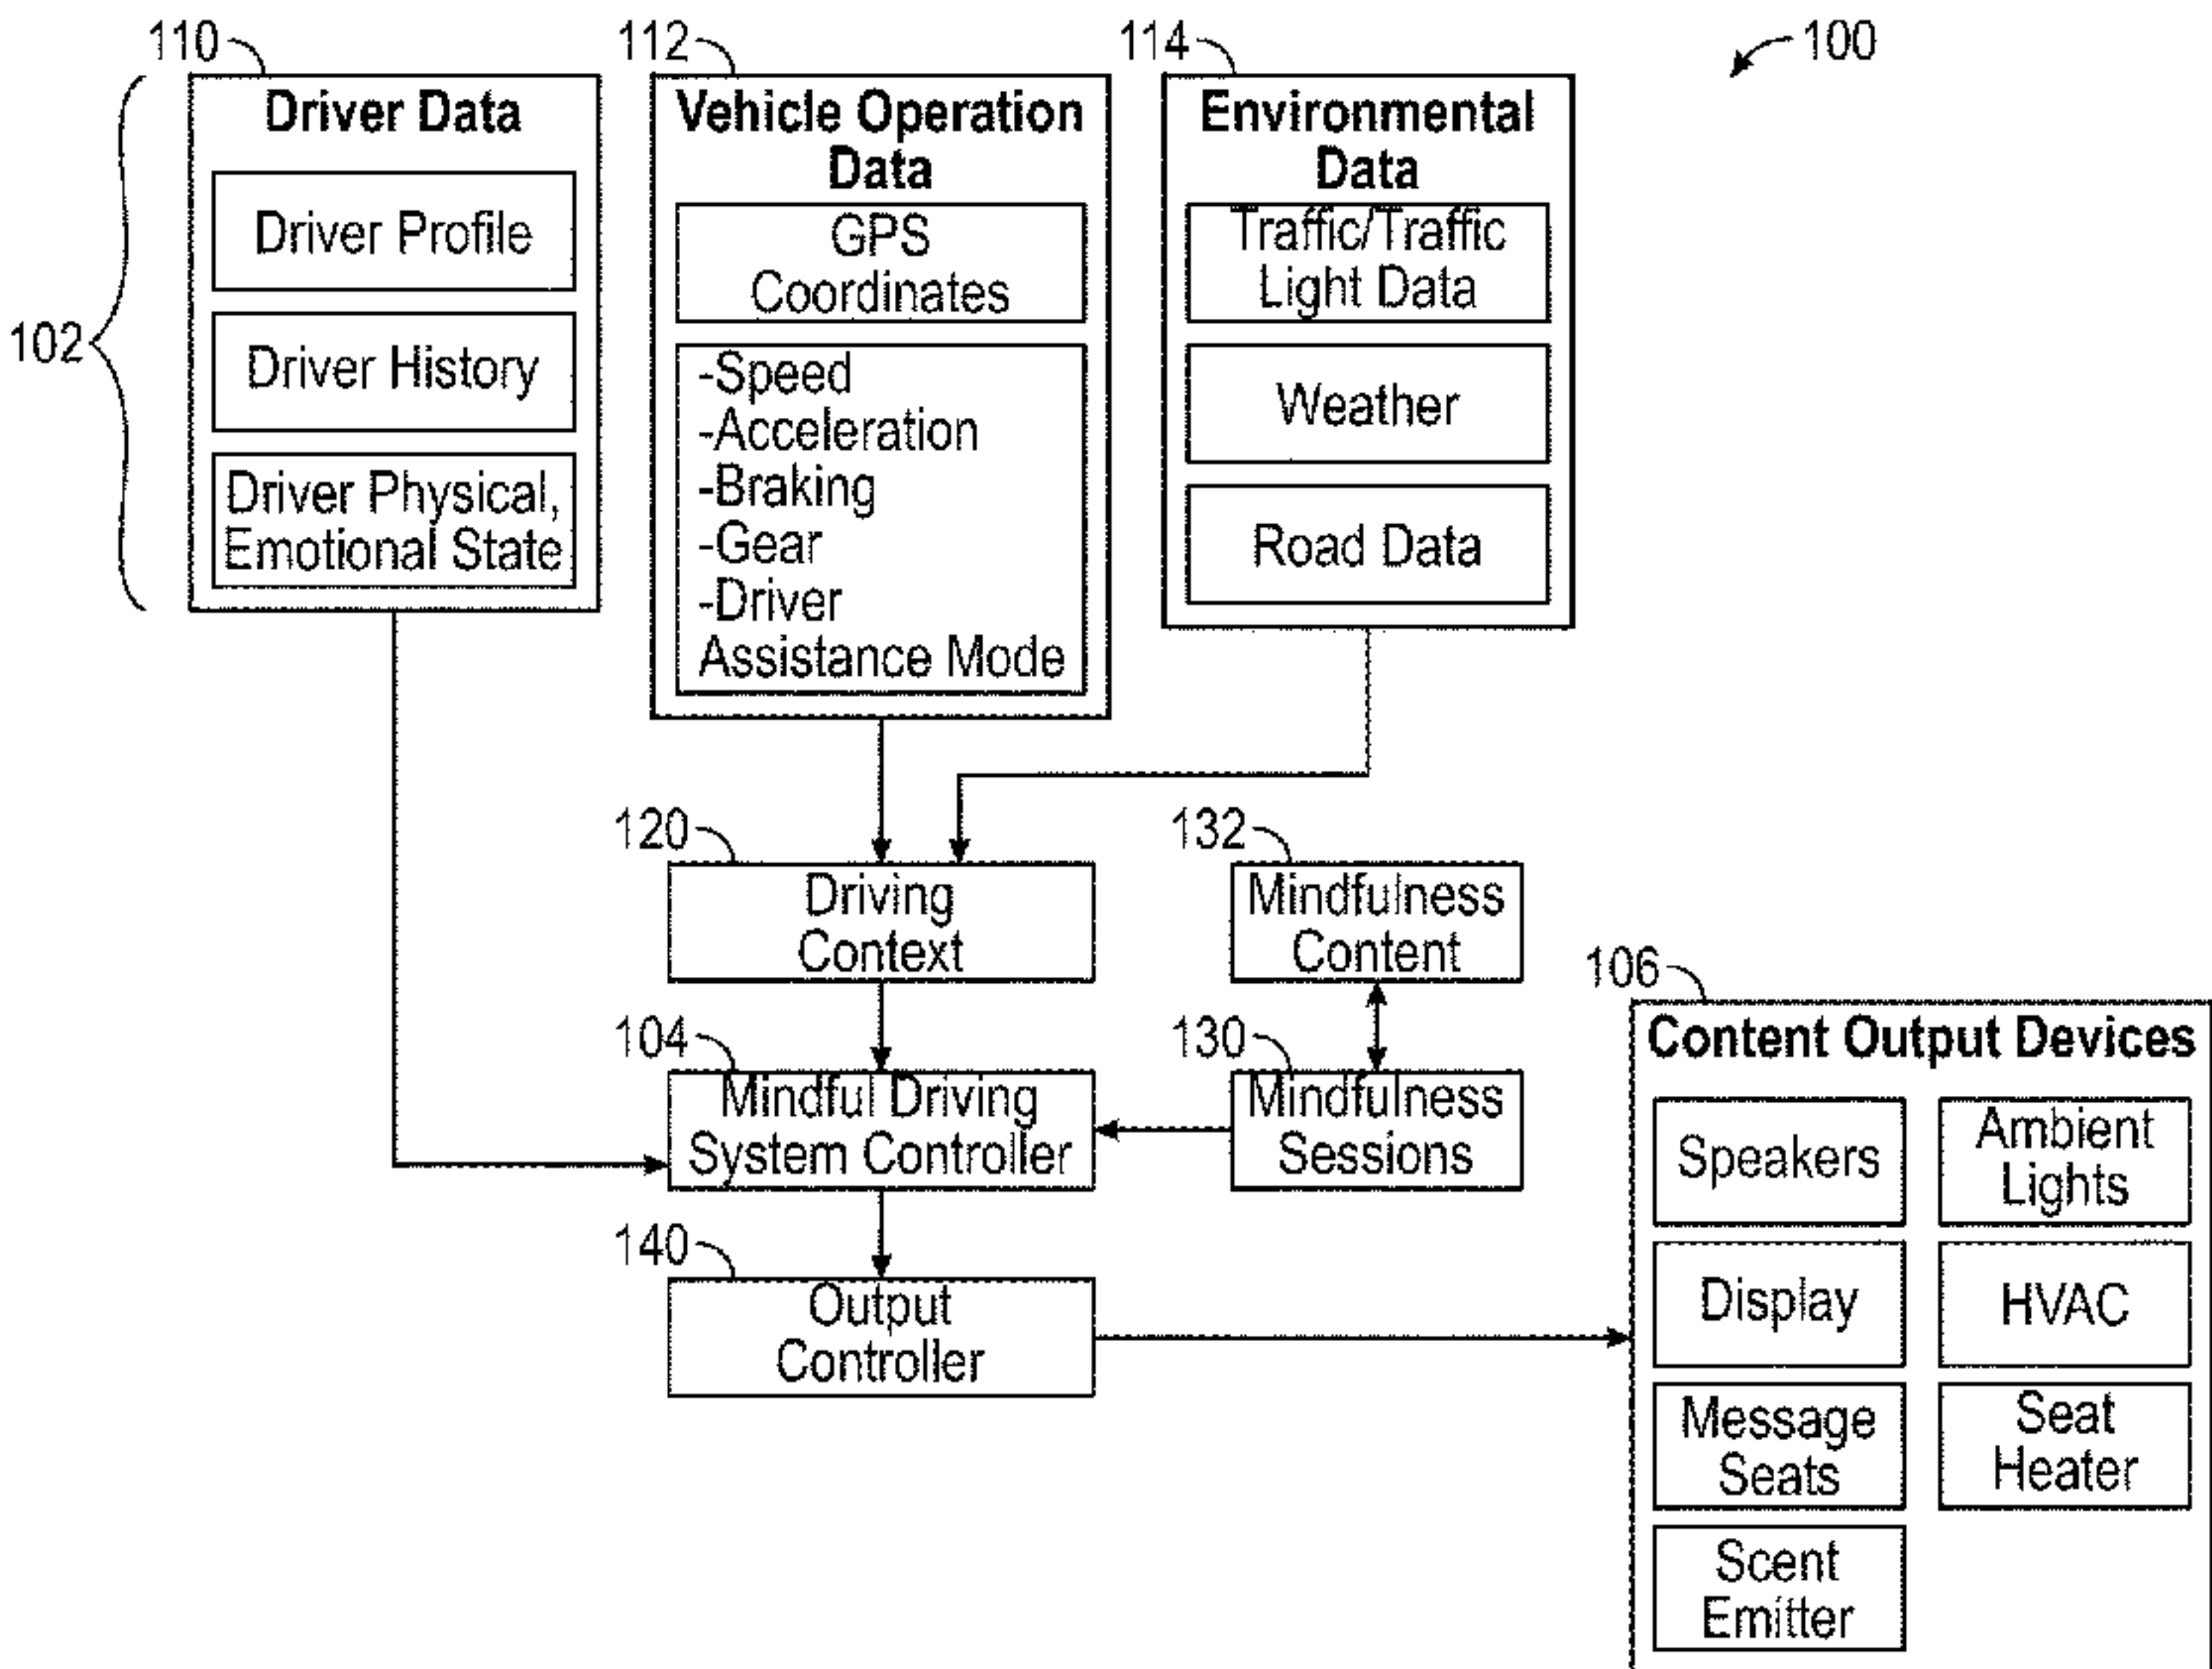 100
102
110
Driver Data
Driver Profile
Driver History
Driver Physical,
Emotional State
112
Vehicle Operation
Data
GPS
Coordinates
-Speed
-Acceleration
-Braking
-Gear
-Driver
Assistance Mode
114
Environmental
Data
Traffic/Traffic
Light Data
Weather
Road Data
120
Driving
Context
132
Mindfulness
Content
104
Mindful Driving
System Controller
130
Mindfulness
Sessions
140
Output
Controller
106
Content Output Devices
Speakers
Ambient
Lights
Display
HVAC
Message
Seats
Seat
Heater
Scent
Emitter